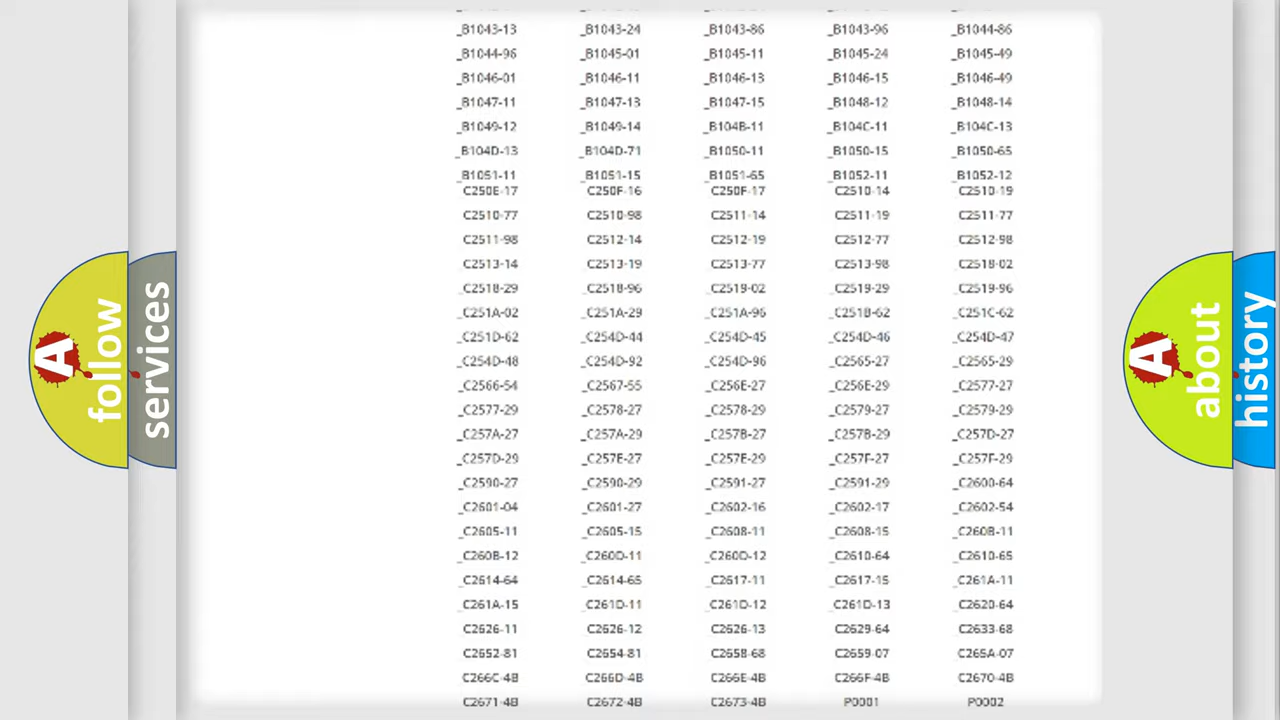 _B1043-13 _B1043-24 _B1043-86 _B1043-96 _B1044-86
_B1044-96 _B1045-01 _B1045-11 _B1045-24 _B1045-49
_B1046-01 _B1046-11 _B1046-13 _B1046-15 _B1046-49
_B1047-11 _B1047-13 _B1047-15 _B1048-12 _B1048-14
_B1049-12 _B1049-14 _B104B-11 _B104C-11 _B104C-13
_B104D-13 _B104D-71 _B1050-11 _B1050-15 _B1050-65
_B1051-11 _B1051-15 _B1051-65 _B1052-11 _B1052-12
C250E-17 C250F-16 C250F-17 C2510-14 C2510-19
C2510-77 C2510-98 C2511-14 C2511-19 C2511-77
C2511-98 C2512-14 C2512-19 C2512-77 C2512-98
C2513-14 C2513-19 C2513-77 C2513-98 C2518-02
_C2518-29 _C2518-96 _C2519-02 _C2519-29 _C2519-96
_C251A-02 _C251A-29 _C251A-96 _C251B-62 _C251C-62
_C251D-62 _C254D-44 _C254D-45 _C254D-46 _C254D-47
_C254D-48 _C254D-92 _C254D-96 _C2565-27 _C2565-29
_C2566-54 _C2567-55 _C256E-27 _C256E-29 _C2577-27
_C2577-29 _C2578-27 _C2578-29 _C2579-27 _C2579-29
_C257A-27 _C257A-29 _C257B-27 _C257B-29 _C257D-27
_C257D-29 _C257E-27 _C257E-29 _C257F-27 _C257F-29
_C2590-27 _C2590-29 _C2591-27 _C2591-29 _C2600-64
_C2601-04 _C2601-27 _C2602-16 _C2602-17 _C2602-54
_C2605-11 _C2605-15 _C2608-11 _C2608-15 _C260B-11
_C260B-12 _C260D-11 _C260D-12 _C2610-64 _C2610-65
_C2614-64 _C2614-65 _C2617-11 _C2617-15 _C261A-11
_C261A-15 _C261D-11 _C261D-12 _C261D-13 _C2620-64
C2626-11 C2626-12 C2626-13 C2629-64 C2633-68
C2652-81 C2654-81 C2658-68 C2659-07 C265A-07
C266C-4B C266D-4B C266E-4B C266F-4B C2670-4B
C2671-4B C2672-4B C2673-4B P0001 P0002
A follow
services
A about
history